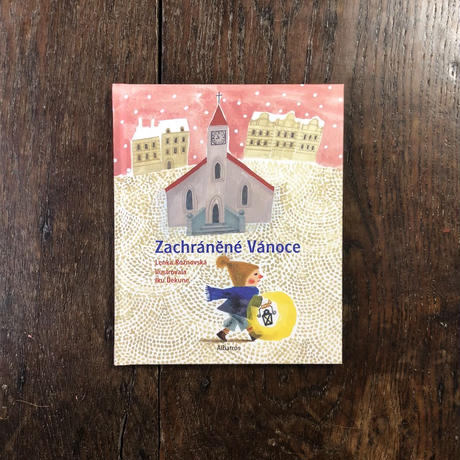 Zachráněné Vánoce
Lenka Rožnovská
Ilustrovala
Iku Dekune
Albatros